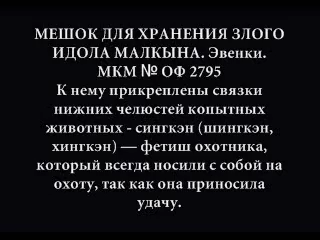 МЕШОК ДЛЯ ХРАНЕНИЯ ЗЛОГО
ИДОЛА МАЛКЫНА. Эвенки.
МКМ № ОФ 2795
К нему прикреплены связки
нижних челюстей копытных
животных - сингкэн (шингкэн,
хингкэн) — фетиш охотника,
который всегда носили с собой на
охоту, так как она приносила
удачу.